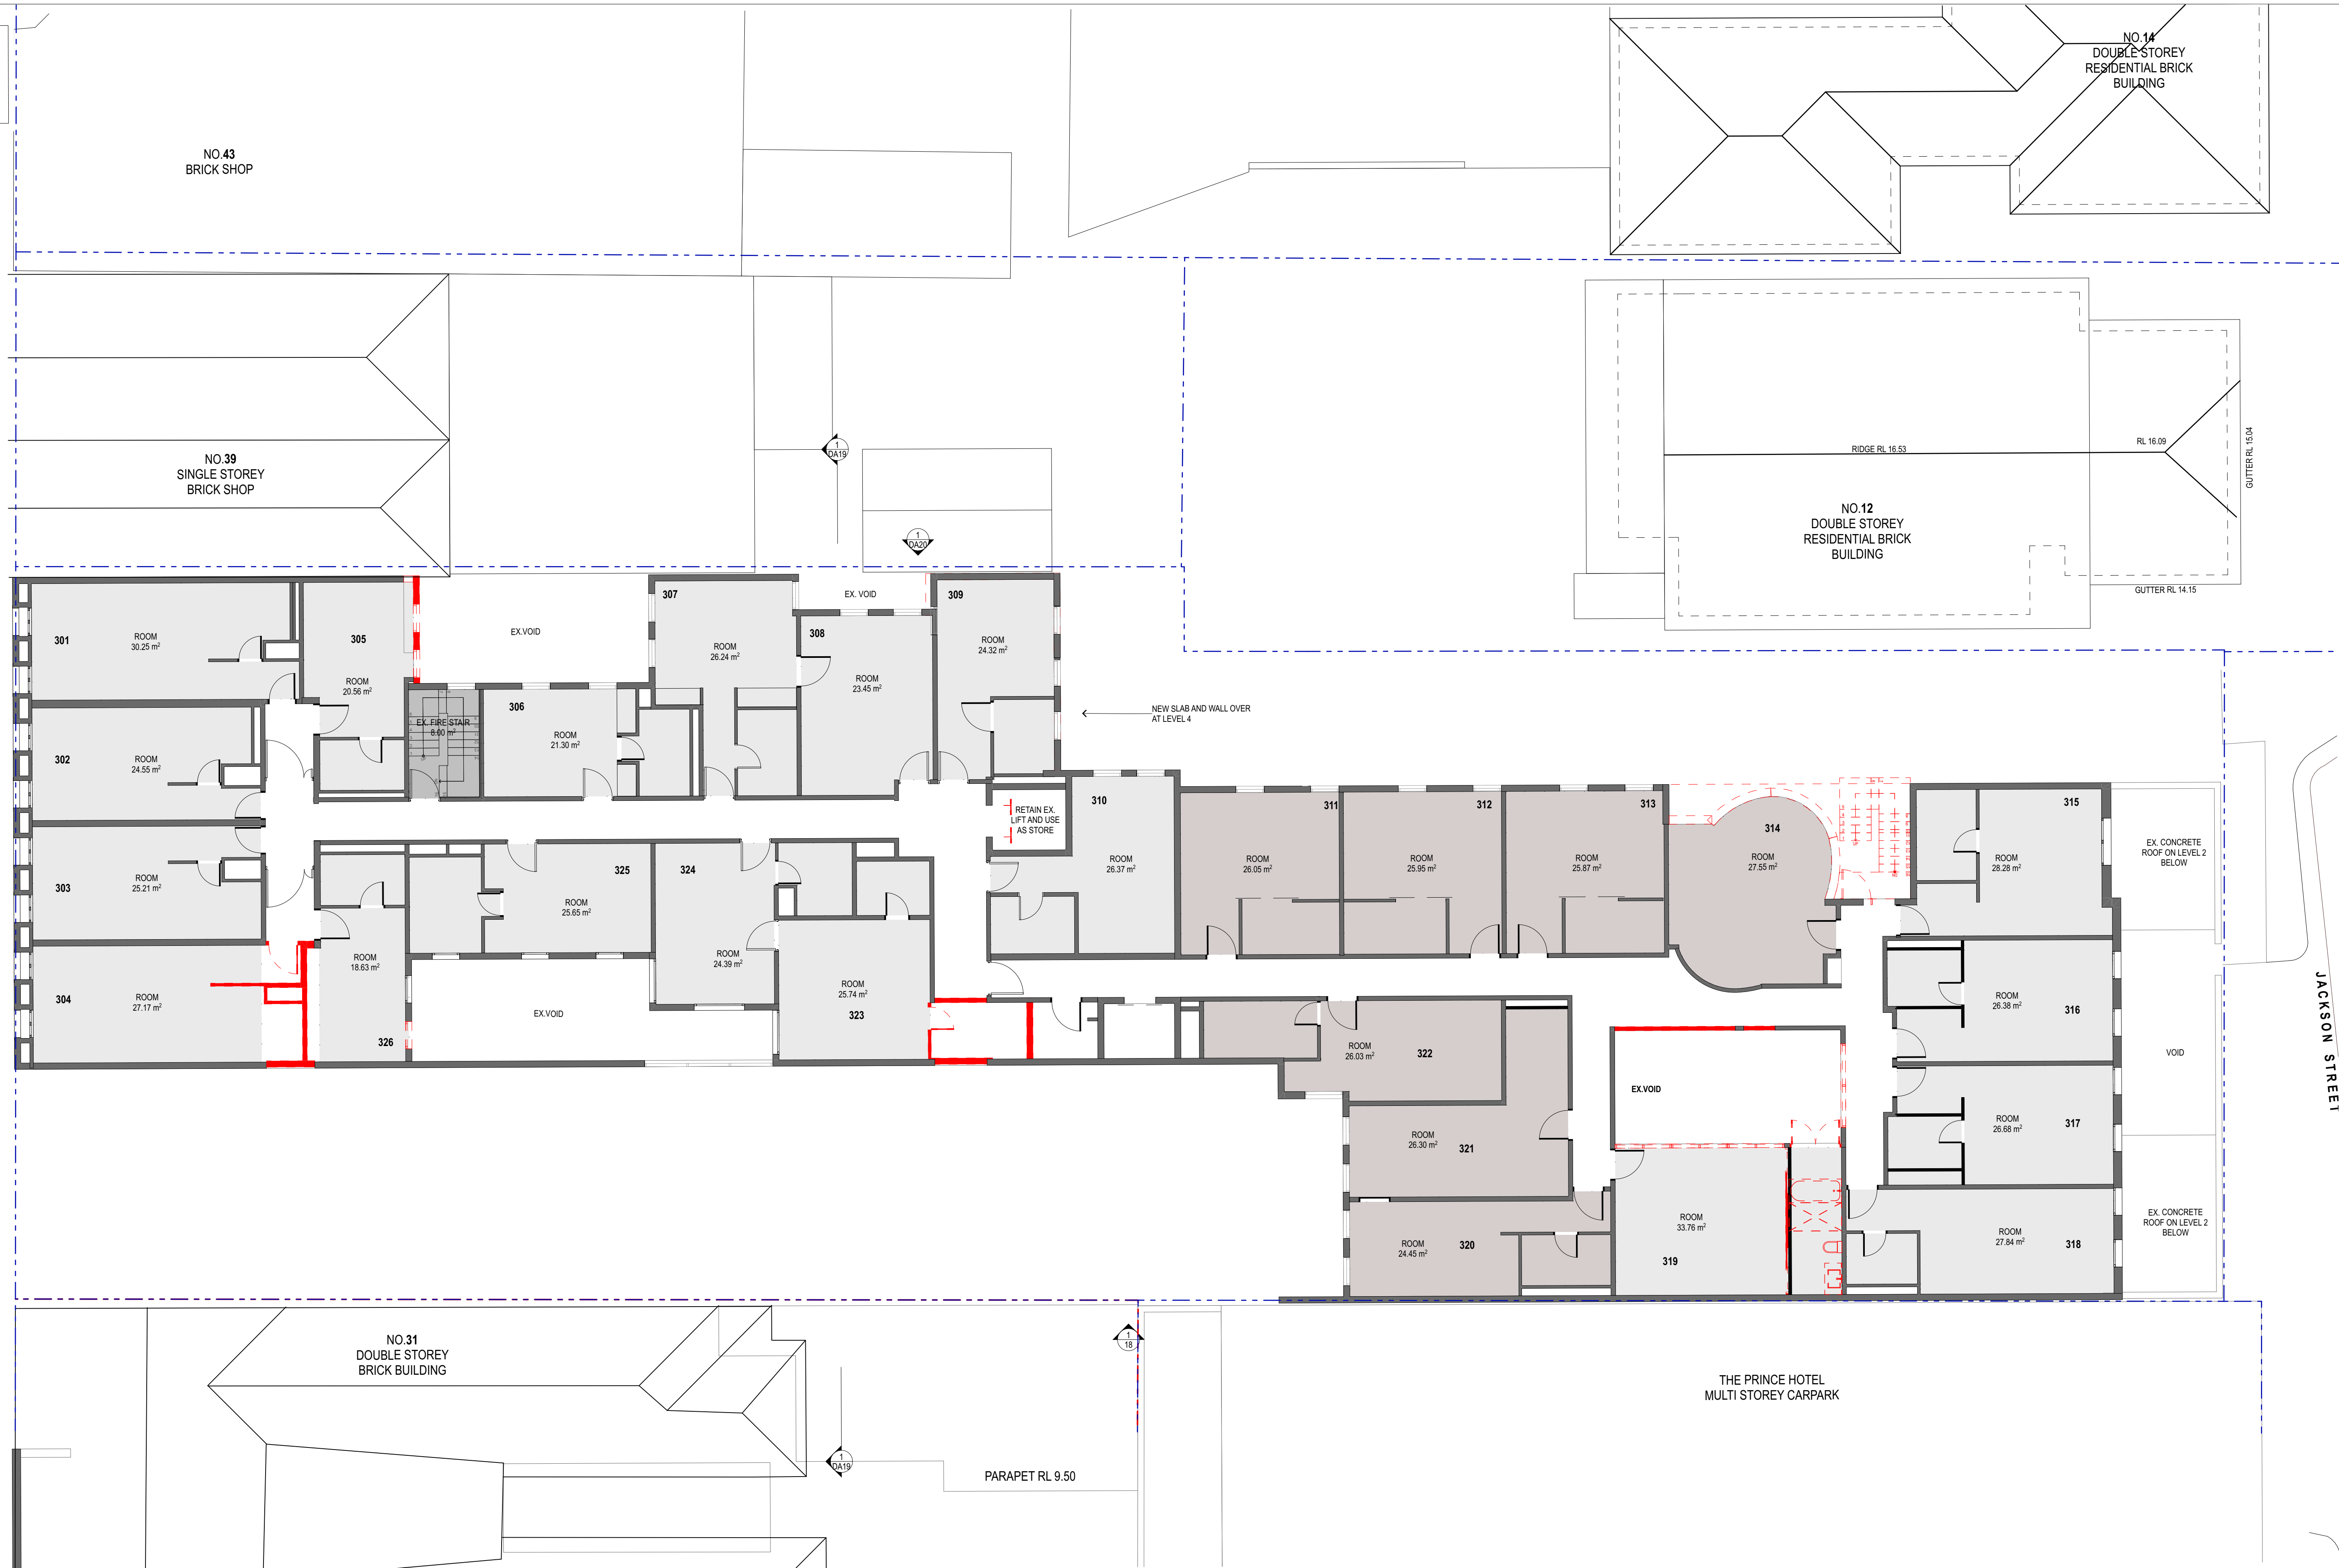 NO.14
DOUBLE STOREY
RESIDENTIAL BRICK
BUILDING
NO.43
BRICK SHOP
NO.39
SINGLE STOREY
BRICK SHOP
1
DA19
1
DA20
RIDGE RL 16.53
RL 16.09
GUTTER RL 15.04
NO.12
DOUBLE STOREY
RESIDENTIAL BRICK
BUILDING
GUTTER RL 14.15
301
ROOM
30.25 m²
305
ROOM
20.56 m²
EX.VOID
307
ROOM
26.24 m²
EX. VOID
308
ROOM
23.45 m²
309
ROOM
24.32 m²
302
ROOM
24.55 m²
EX. FIRE STAIR
8.00 m²
306
ROOM
21.30 m²
NEW SLAB AND WALL OVER
AT LEVEL 4
RETAIN EX.
LIFT AND USE
AS STORE
310
ROOM
26.37 m²
311
ROOM
26.05 m²
312
ROOM
25.95 m²
313
ROOM
25.87 m²
314
ROOM
27.55 m²
315
ROOM
28.28 m²
EX. CONCRETE
ROOF ON LEVEL 2
BELOW
303
ROOM
25.21 m²
325
ROOM
25.65 m²
324
ROOM
24.39 m²
304
ROOM
27.17 m²
ROOM
18.63 m²
326
EX.VOID
ROOM
25.74 m²
323
ROOM
26.03 m²
322
EX.VOID
ROOM
26.38 m²
316
VOID
JACKSON STREET
ROOM
26.30 m²
321
ROOM
26.68 m²
317
ROOM
24.45 m²
320
ROOM
33.76 m²
319
ROOM
27.84 m²
318
EX. CONCRETE
ROOF ON LEVEL 2
BELOW
NO.31
DOUBLE STOREY
BRICK BUILDING
1
18
THE PRINCE HOTEL
MULTI STOREY CARPARK
1
DA19
PARAPET RL 9.50